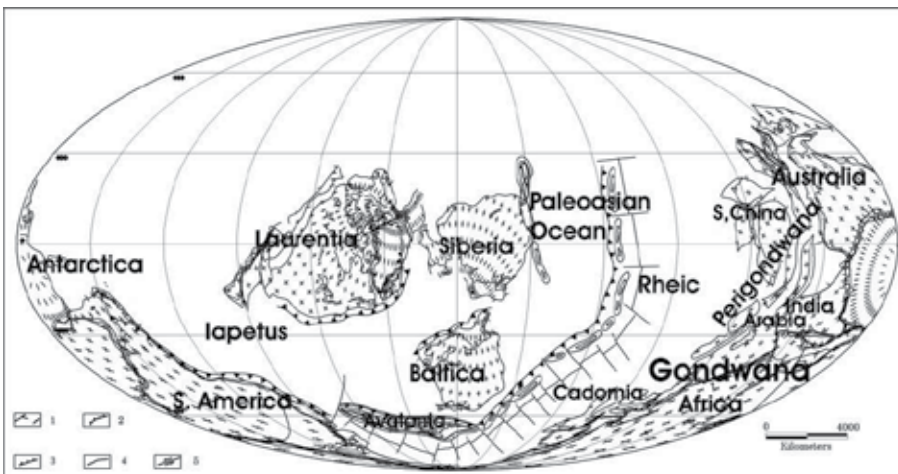 Australia
S.China
Paleoasian
Ocean
Laurentia
Siberia
Perigondwana
Antarctica
Rheic
India
Arabia
Iapetus
Baltica
Gondwana
Cadomia
S. America
Africa
Avalonia
1
2
3
4
5
0 4000
Kilometers